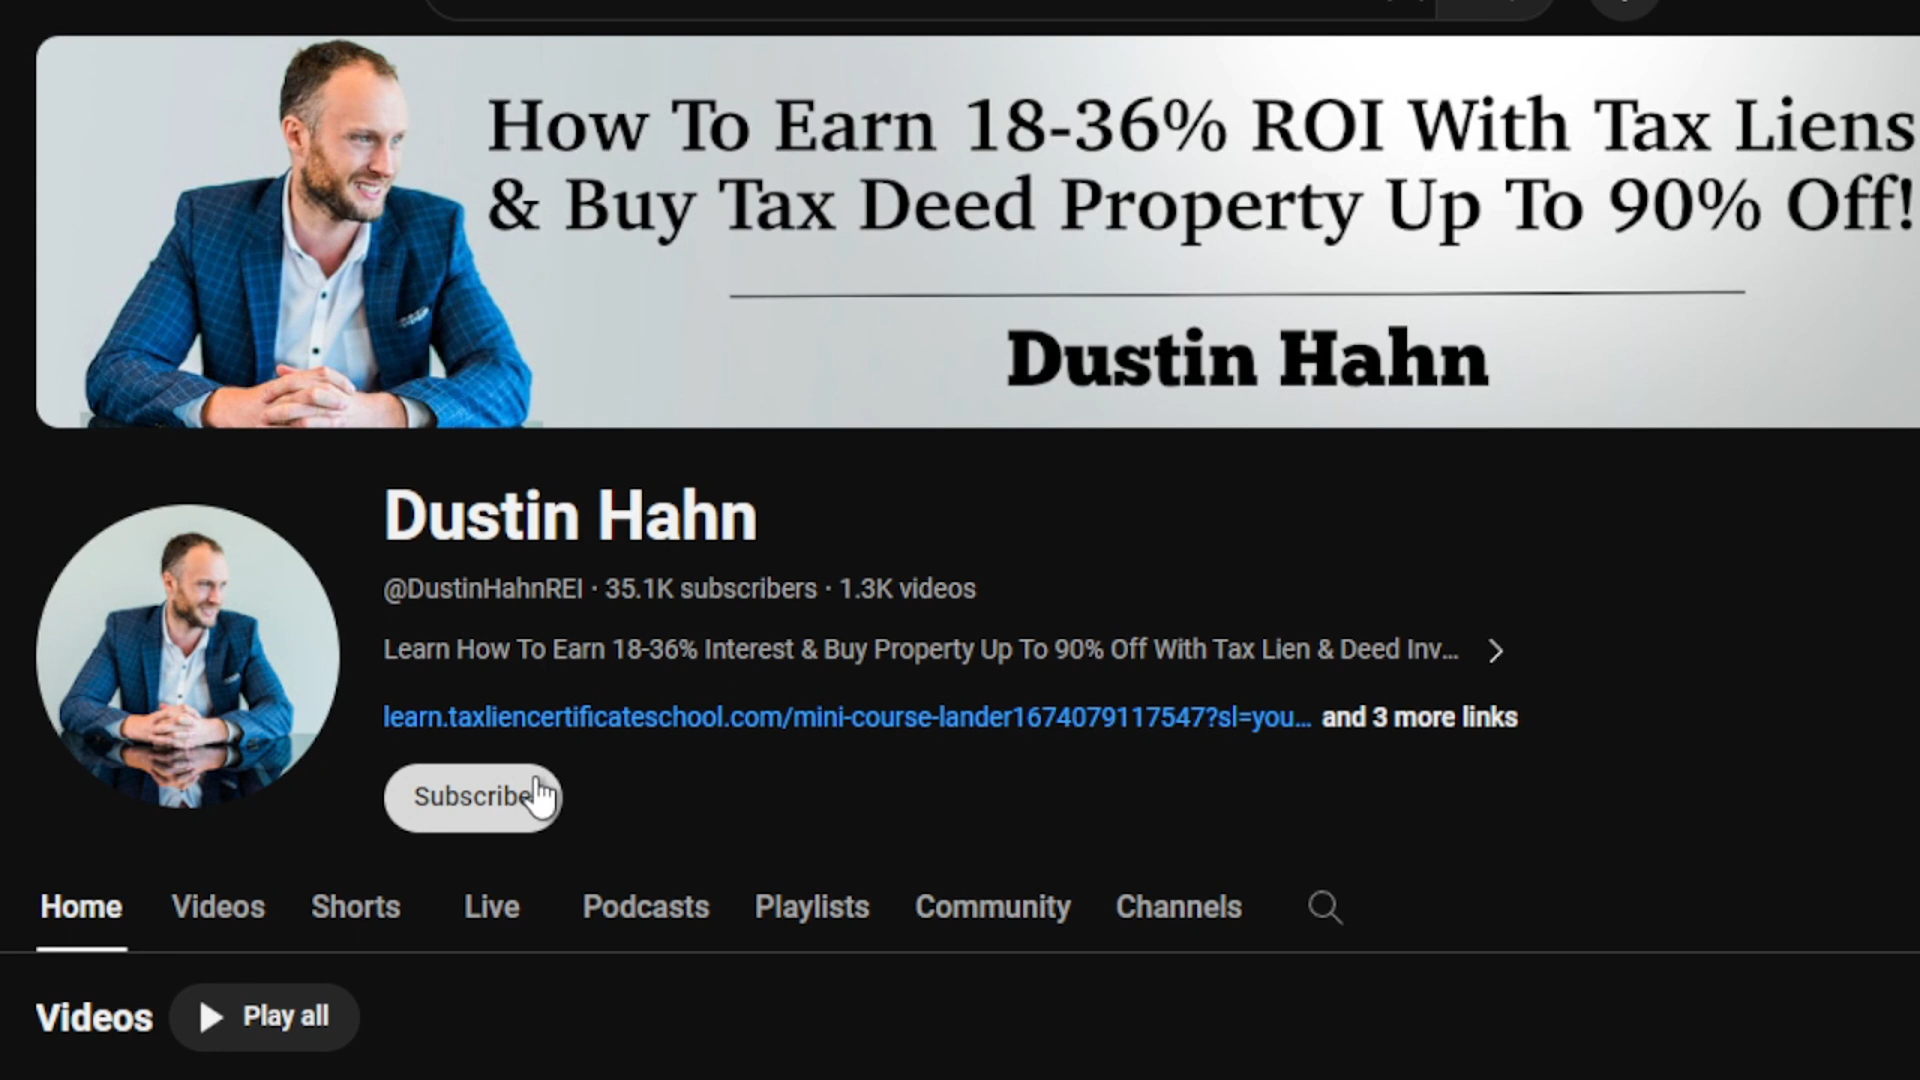 How To Earn 18-36% ROI With Tax Liens
& Buy Tax Deed Property Up To 90% Off!
Dustin Hahn
Dustin Hahn
@DustinHahnREI · 35.1K subscribers · 1.3K videos
Learn How To Earn 18-36% Interest & Buy Property Up To 90% Off With Tax Lien & Deed Inv...
learn.taxliencertificateschool.com/mini-course-lander1674079117547?sl=you... and 3 more links
Subscribe
Home Videos Shorts Live Podcasts Playlists Community Channels
Videos Play all